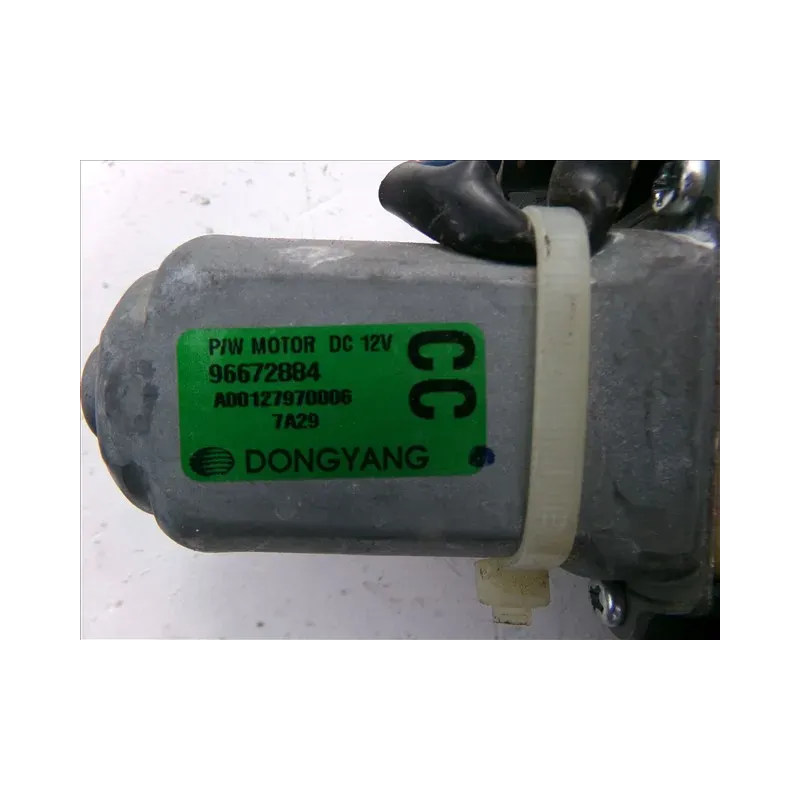 P/W MOTOR DC 12V
96672884
A00127970006
7A29
DONGYANG
CC